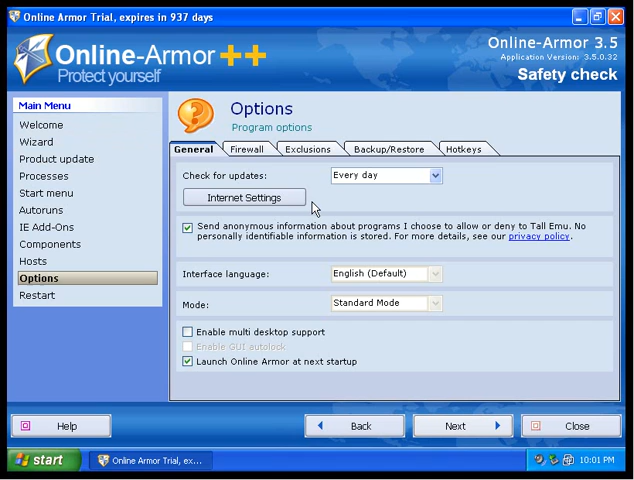 Online Armor Trial, expires in 937 days
Online-Armor ++
Protect yourself
Online-Armor 3.5
Application Version: 3.5.0.32
Safety check
Main Menu
Welcome
Wizard
Product update
Processes
Start menu
Autoruns
IE Add-Ons
Components
Hosts
Options
Restart
Options
Program options
General
Firewall
Exclusions
Backup/Restore
Hotkeys
Check for updates:
Every day
Internet Settings
Send anonymous information about programs I choose to allow or deny to Tall Emu. No
personally identifiable information is stored. For more details, see our privacy policy.
Interface language:
English (Default)
Mode:
Standard Mode
Enable multi desktop support
Enable GUI autolock
Launch Online Armor at next startup
Help
Back
Next
Close
start
Online Armor Trial, ex...
10:01 PM